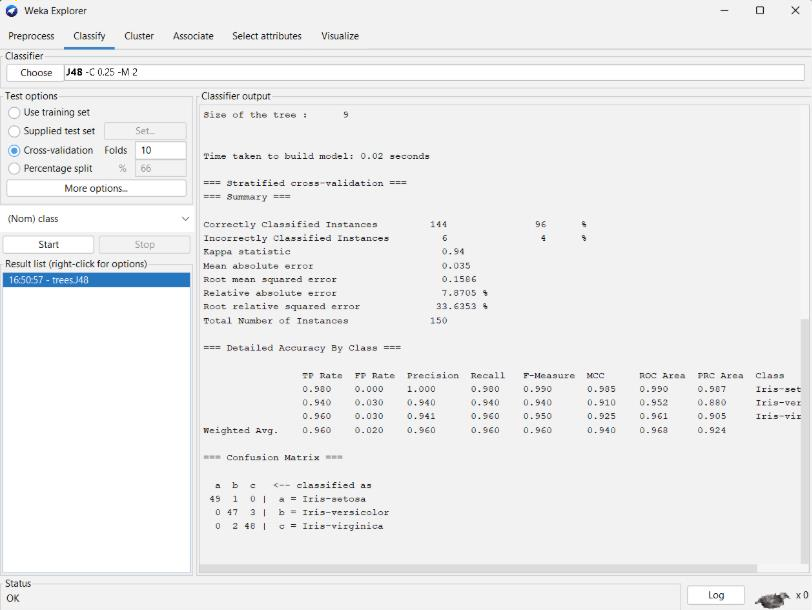 Weka Explorer
Preprocess Classify Cluster Associate Select attributes Visualize
Classifier
Choose J48 -C 0.25 -M 2
Test options
Use training set
Supplied test set Set...
Cross-validation Folds 10
Percentage split % 66
More options...
(Nom) class
Start Stop
Result list (right-click for options)
16:50:57 - trees.J48
Classifier output
Size of the tree : 9
Time taken to build model: 0.02 seconds
=== Stratified cross-validation ===
=== Summary ===
Correctly Classified Instances 144 96 %
Incorrectly Classified Instances 6 4 %
Kappa statistic 0.94
Mean absolute error 0.035
Root mean squared error 0.1586
Relative absolute error 7.8705 %
Root relative squared error 33.6353 %
Total Number of Instances 150
=== Detailed Accuracy By Class ===
TP Rate FP Rate Precision Recall F-Measure MCC ROC Area PRC Area Class
0.980 0.000 1.000 0.980 0.990 0.985 0.990 0.987 Iris-set
0.940 0.030 0.940 0.940 0.940 0.910 0.952 0.880 Iris-ver
0.960 0.030 0.941 0.960 0.950 0.925 0.961 0.905 Iris-vir
Weighted Avg. 0.960 0.020 0.960 0.960 0.960 0.940 0.968 0.924
=== Confusion Matrix ===
a b c <-- classified as
49 1 0 | a = Iris-setosa
0 47 3 | b = Iris-versicolor
0 2 48 | c = Iris-virginica
Status
OK
Log x 0